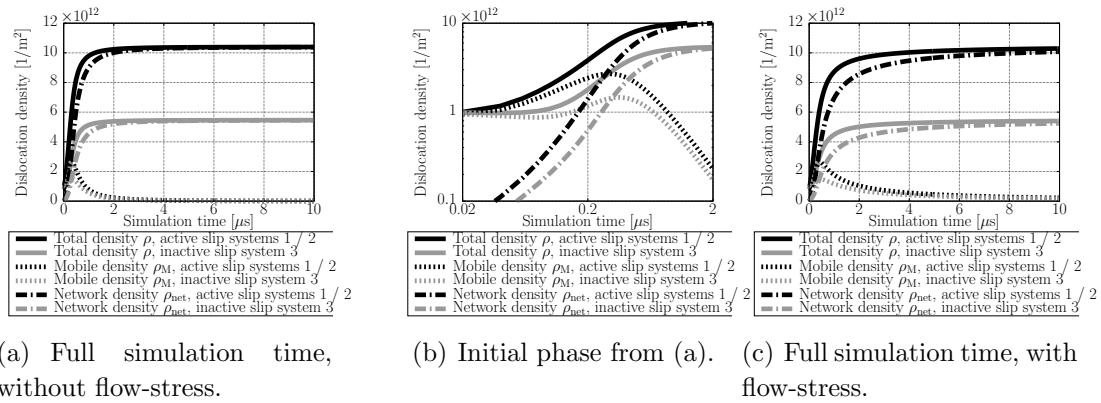 ×10¹²
12
10
8
6
4
2
0
Dislocation density [1/m²]
0 2 4 6 8 10
Simulation time [μs]
Total density ρ, active slip systems 1 / 2
Total density ρ, inactive slip system 3
Mobile density ρM, active slip systems 1 / 2
Mobile density ρM, inactive slip system 3
Network density ρnet, active slip systems 1 / 2
Network density ρnet, inactive slip system 3
(a) Full simulation time,
without flow-stress.
×10¹²
10
1
0.1
Dislocation density [1/m²]
0.02 0.2 2
Simulation time [μs]
Total density ρ, active slip systems 1 / 2
Total density ρ, inactive slip system 3
Mobile density ρM, active slip systems 1 / 2
Mobile density ρM, inactive slip system 3
Network density ρnet, active slip systems 1 / 2
Network density ρnet, inactive slip system 3
(b) Initial phase from (a).
×10¹²
12
10
8
6
4
2
0
Dislocation density [1/m²]
0 2 4 6 8 10
Simulation time [μs]
Total density ρ, active slip systems 1 / 2
Total density ρ, inactive slip system 3
Mobile density ρM, active slip systems 1 / 2
Mobile density ρM, inactive slip system 3
Network density ρnet, active slip systems 1 / 2
Network density ρnet, inactive slip system 3
(c) Full simulation time, with
flow-stress.